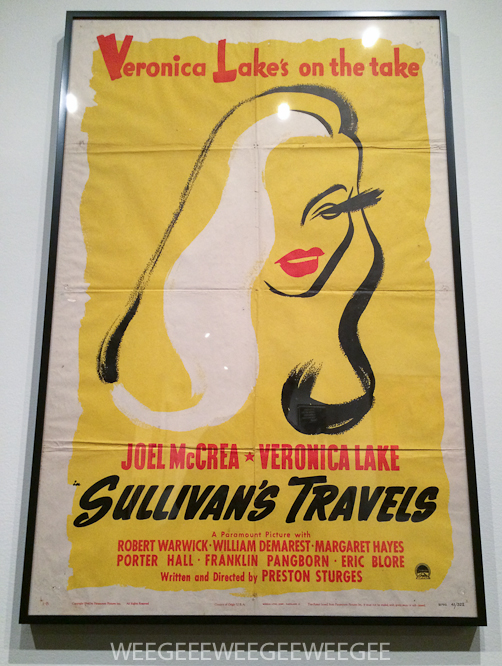 Veronica Lake's on the take
JOEL McCREA ★ VERONICA LAKE
in
SULLIVAN'S TRAVELS
A Paramount Picture with
ROBERT WARWICK · WILLIAM DEMAREST · MARGARET HAYES
PORTER HALL · FRANKLIN PANGBORN · ERIC BLORE
Written and Directed by PRESTON STURGES
WEEGEEEWEEGEEWEEGEE